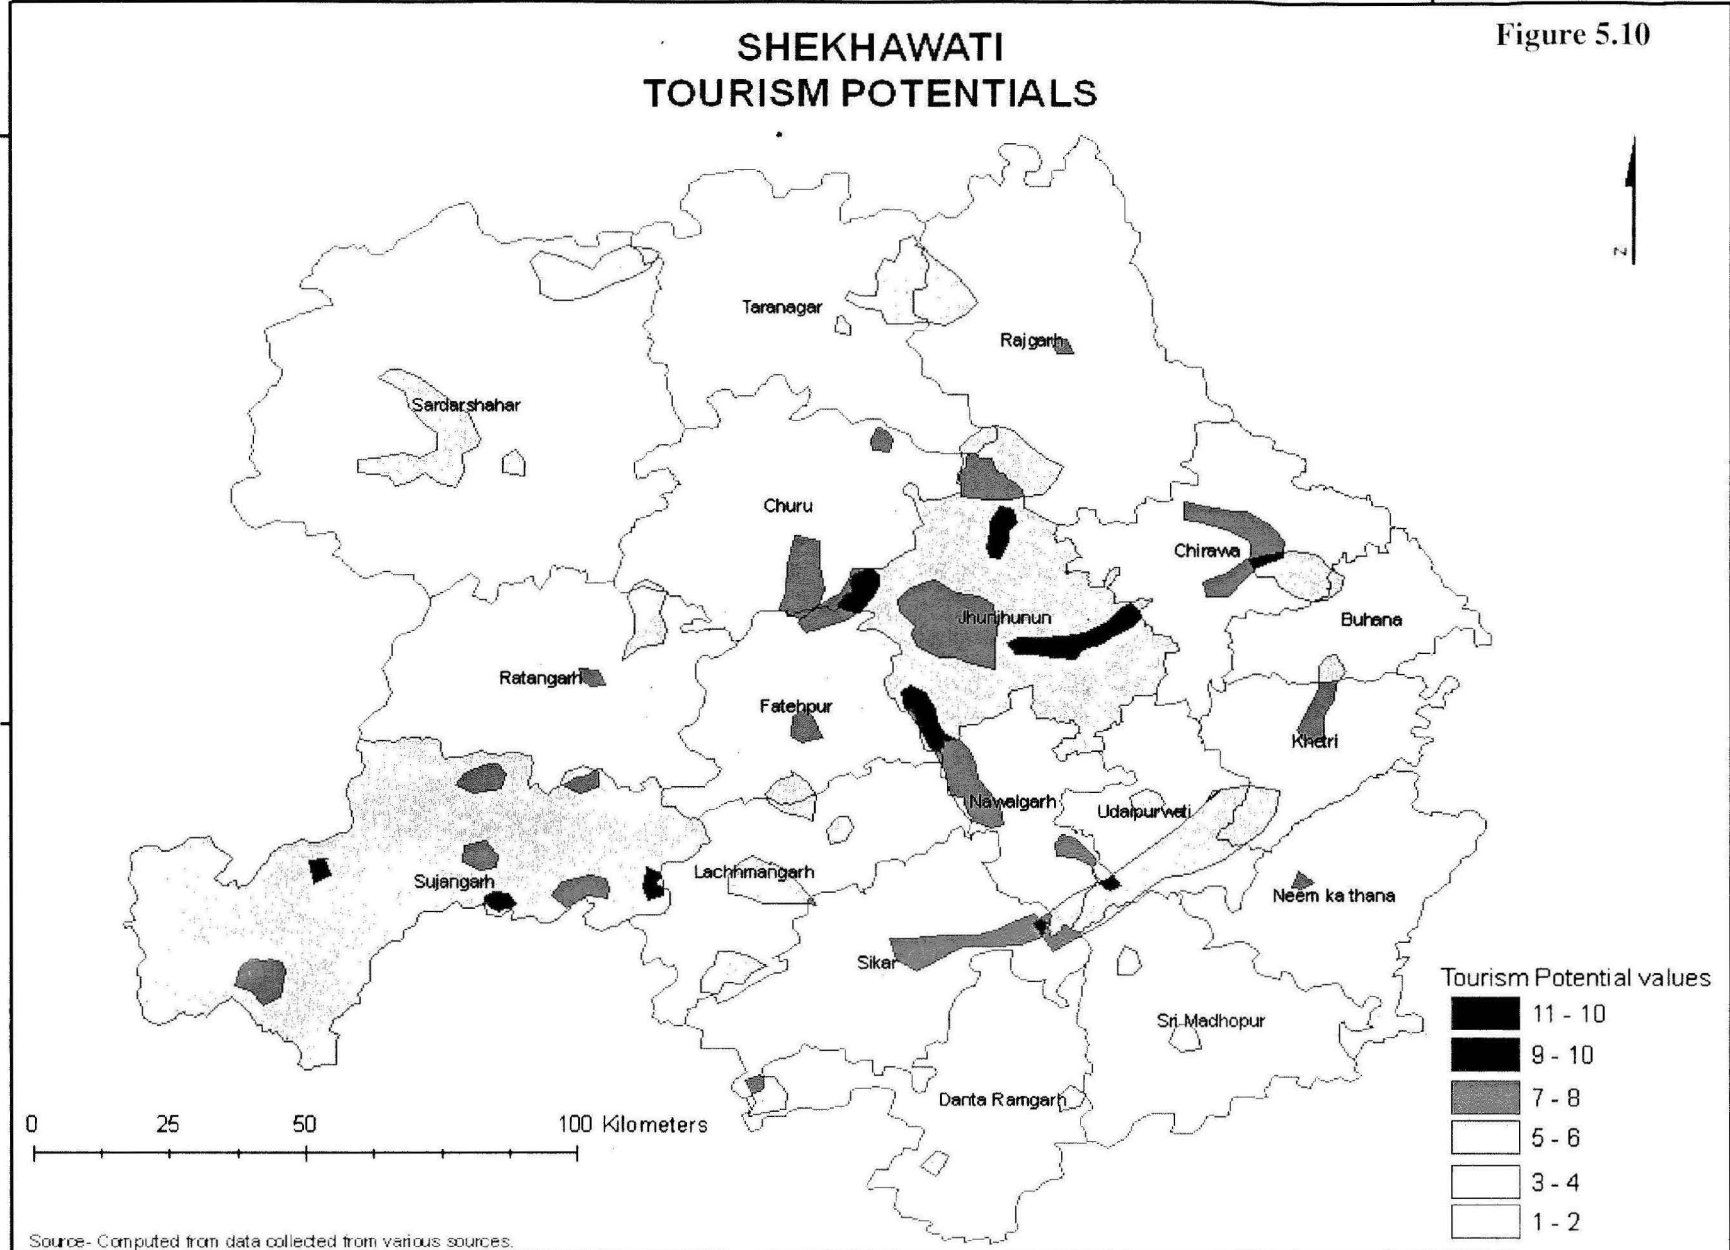 Figure 5.10
SHEKHAWATI
TOURISM POTENTIALS
Z
Taranagar
Rajgarh
Sardarshahar
Churu
Chirawa
Jhunjhunun
Buhana
Ratangarh
Fatehpur
Khetri
Nawalgarh
Udaipurwati
Lachhmangarh
Sujangarh
Neem ka thana
Sikar
Sri Madhopur
Danta Ramgarh
Tourism Potential values
11 - 10
9 - 10
7 - 8
5 - 6
3 - 4
1 - 2
0 25 50 100 Kilometers
Source- Computed from data collected from various sources.